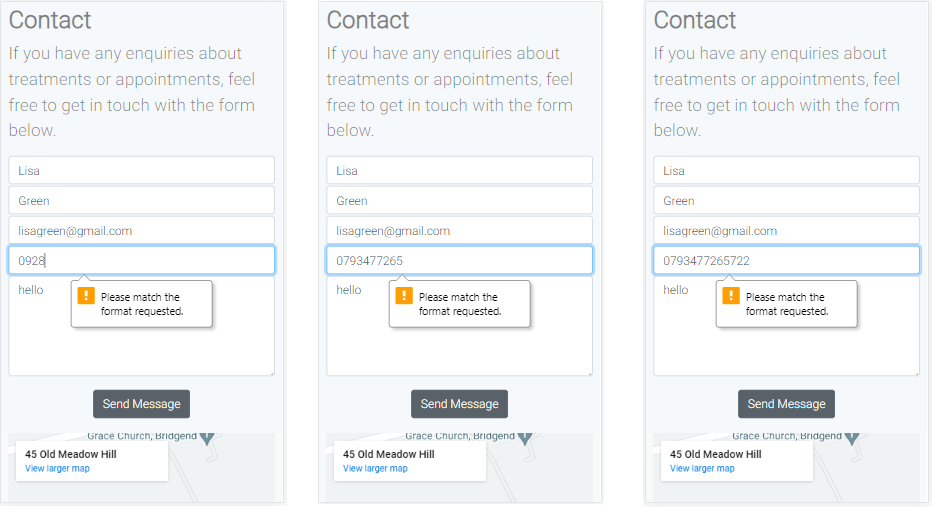 Contact
If you have any enquiries about
treatments or appointments, feel
free to get in touch with the form
below.
Lisa
Green
lisagreen@gmail.com
0928
hello
Please match the
format requested.
Send Message
Grace Church, Bridgend
45 Old Meadow Hill
View larger map
Contact
If you have any enquiries about
treatments or appointments, feel
free to get in touch with the form
below.
Lisa
Green
lisagreen@gmail.com
0793477265
hello
Please match the
format requested.
Send Message
Grace Church, Bridgend
45 Old Meadow Hill
View larger map
Contact
If you have any enquiries about
treatments or appointments, feel
free to get in touch with the form
below.
Lisa
Green
lisagreen@gmail.com
0793477265722
hello
Please match the
format requested.
Send Message
Grace Church, Bridgend
45 Old Meadow Hill
View larger map